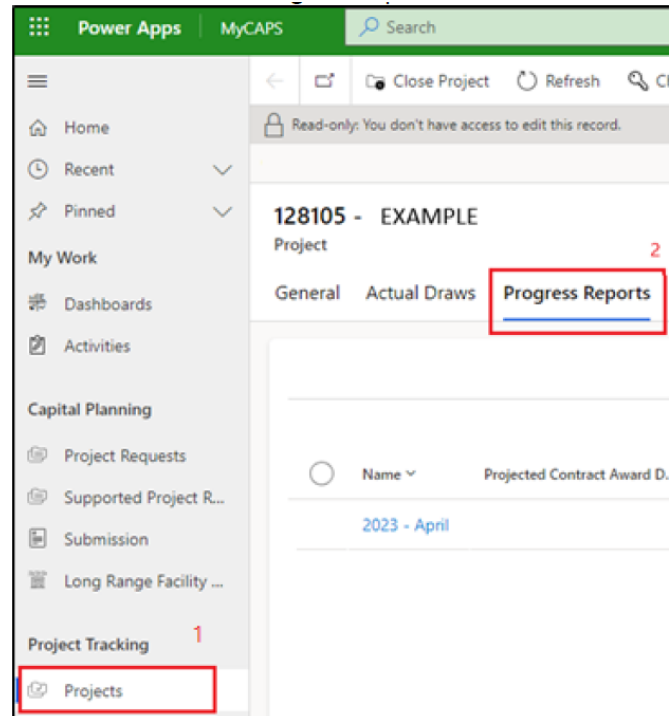 Power Apps MyCAPS Search
Close Project Refresh
Read-only: You don't have access to edit this record.
Home
Recent
Pinned
My Work
Dashboards
Activities
Capital Planning
Project Requests
Supported Project R...
Submission
Long Range Facility ...
Project Tracking 1
Projects
128105 - EXAMPLE
Project
2
General Actual Draws Progress Reports
Name Projected Contract Award D..
2023 - April